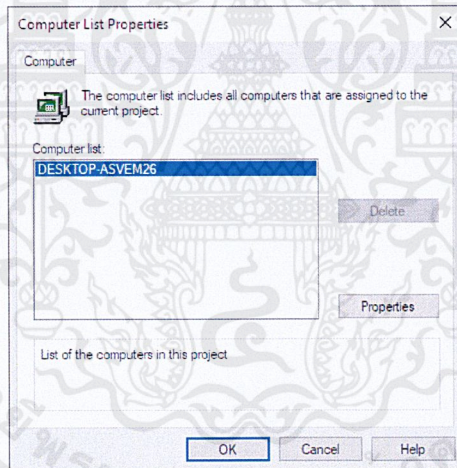 Computer List Properties
Computer
The computer list includes all computers that are assigned to the
current project.
Computer list:
DESKTOP-ASVEM26
Delete
Properties
List of the computers in this project
OK Cancel Help